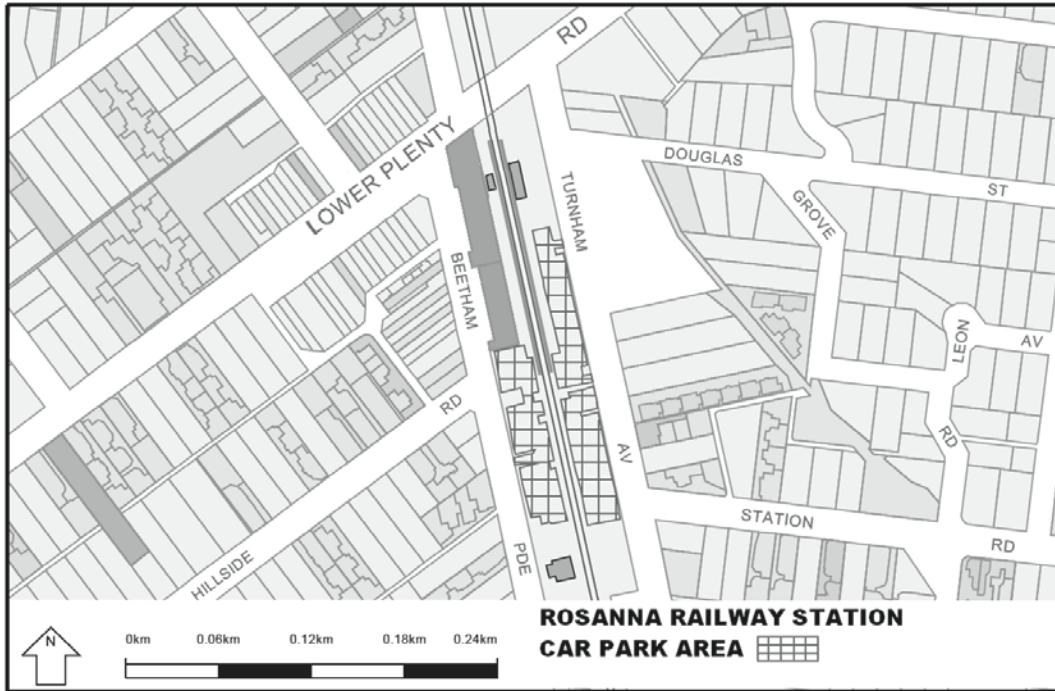 RD
LOWER PLENTY
DOUGLAS
ST
TURNHAM
GROVE
BEETHAM
LEON
AV
RD
AV
RD
STATION
RD
PDE
HILLSIDE
N
0km 0.06km 0.12km 0.18km 0.24km
ROSANNA RAILWAY STATION
CAR PARK AREA